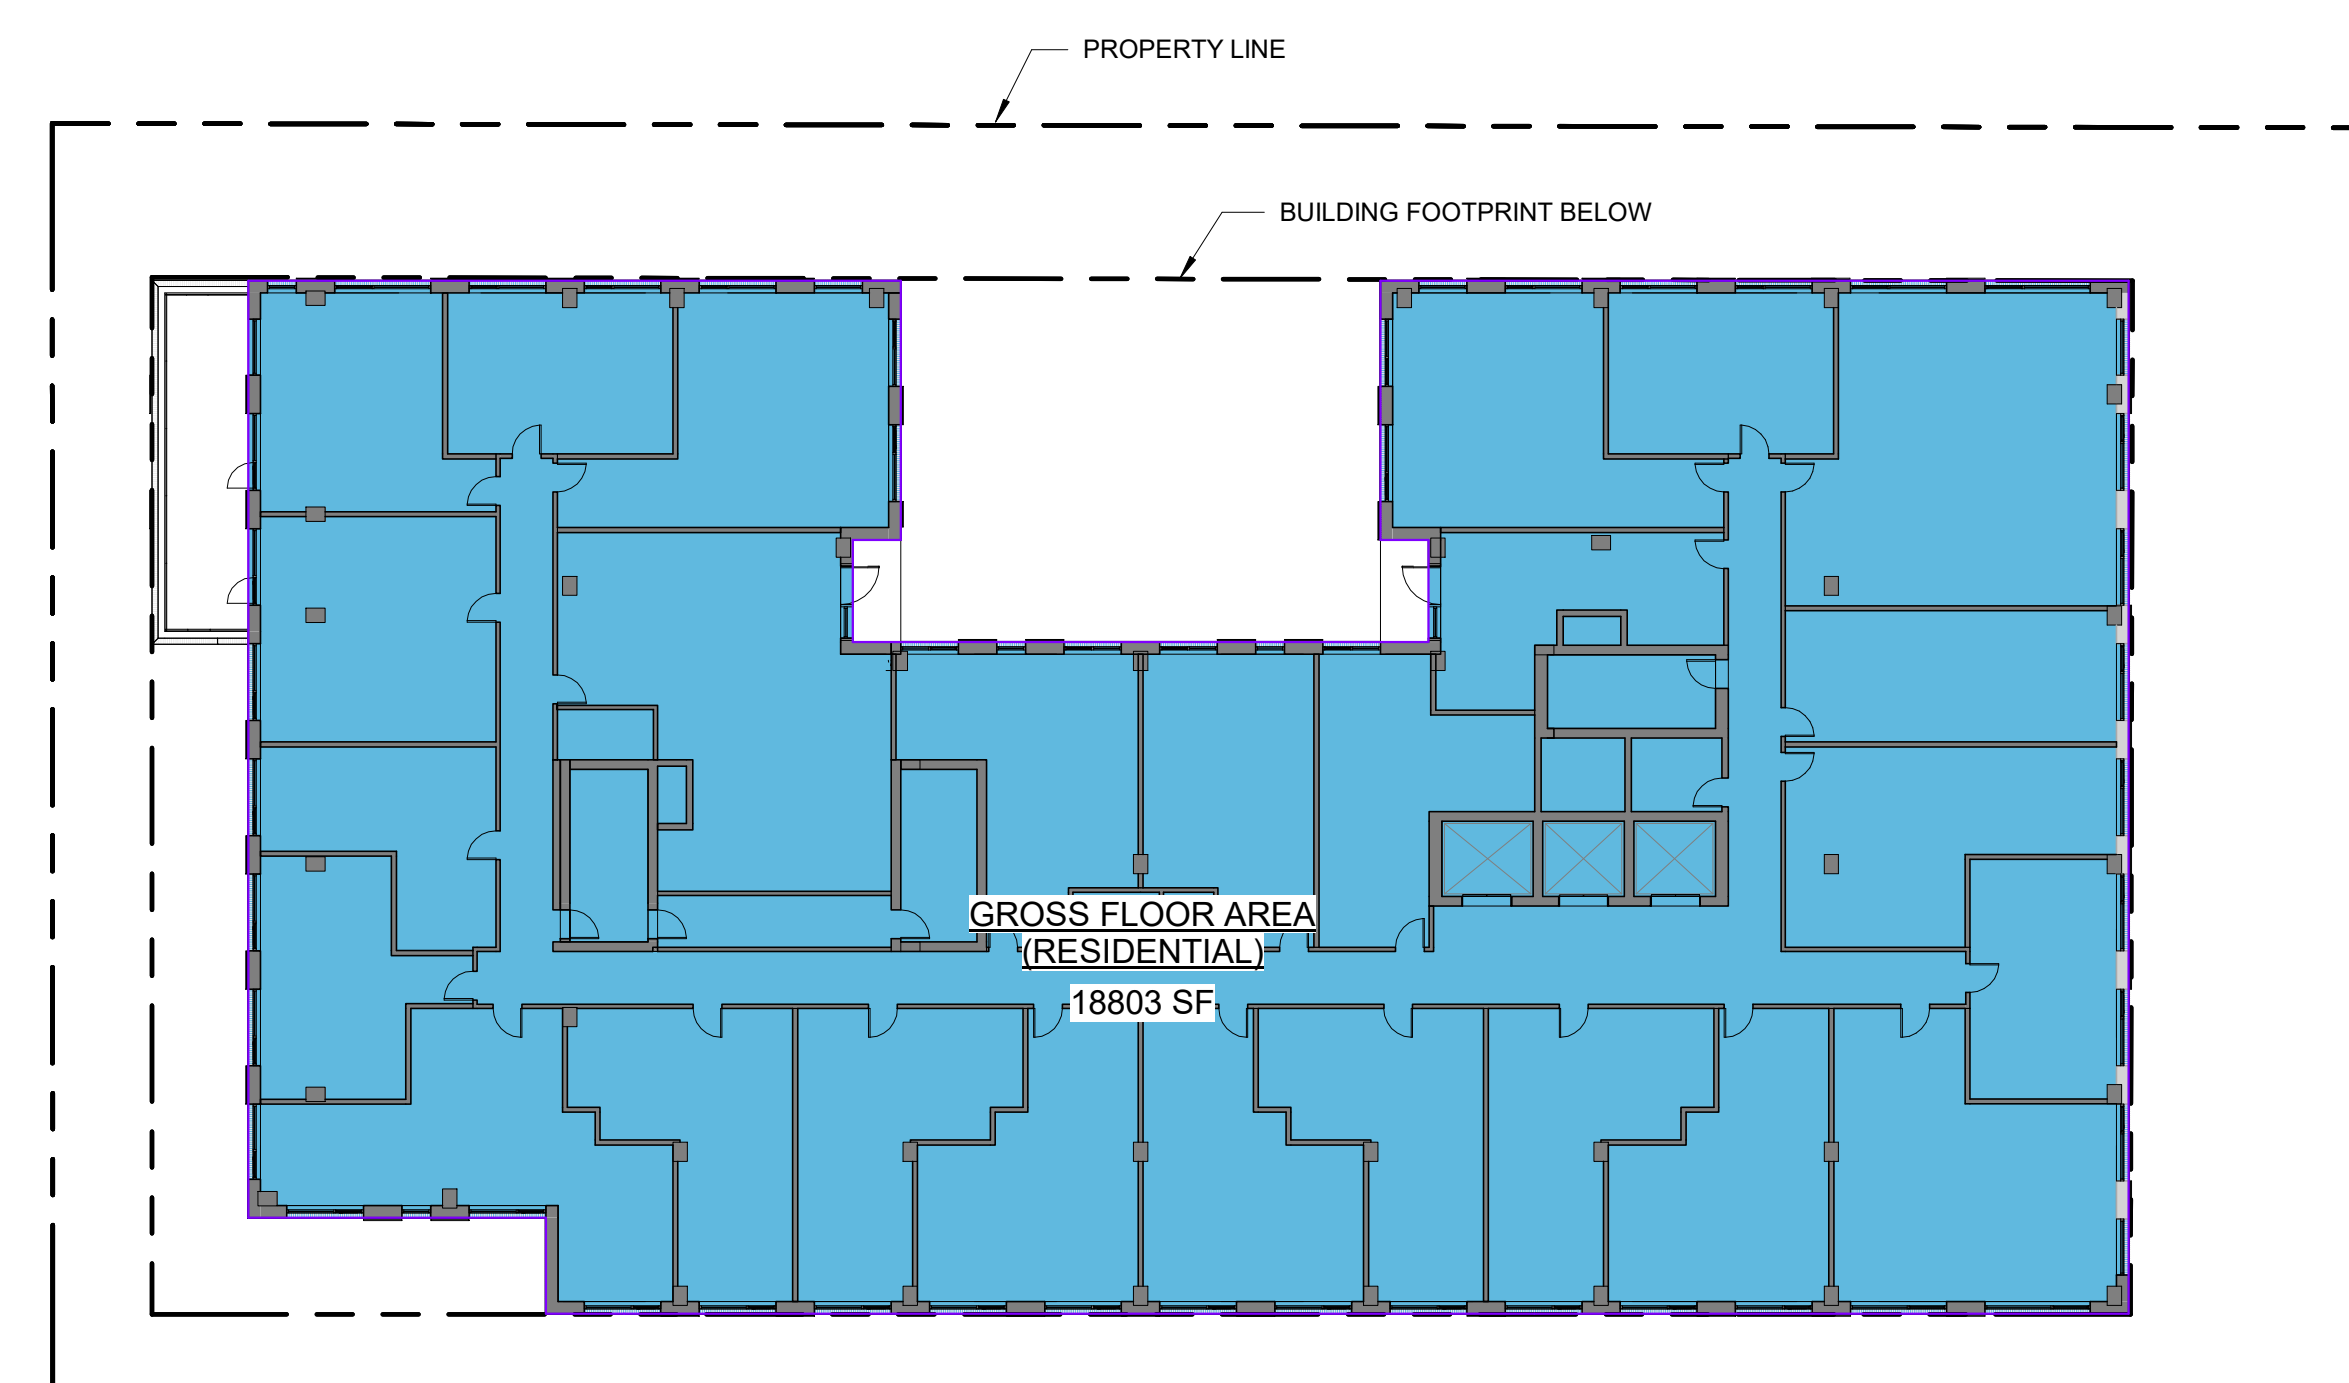 PROPERTY LINE
BUILDING FOOTPRINT BELOW
GROSS FLOOR AREA
(RESIDENTIAL)
18803 SF